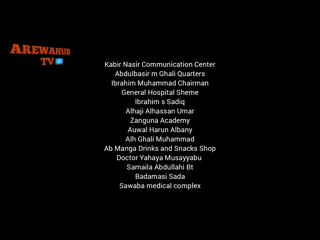 AREWAHUB
TV
Kabir Nasir Communication Center
Abdulbasir m Ghali Quarters
Ibrahim Muhammad Chairman
General Hospital Sheme
Ibrahim s Sadiq
Alhaji Alhassan Umar
Zanguna Academy
Auwal Harun Albany
Alh Ghali Muhammad
Ab Manga Drinks and Snacks Shop
Doctor Yahaya Musayyabu
Samaila Abdullahi Bt
Badamasi Sada
Sawaba medical complex